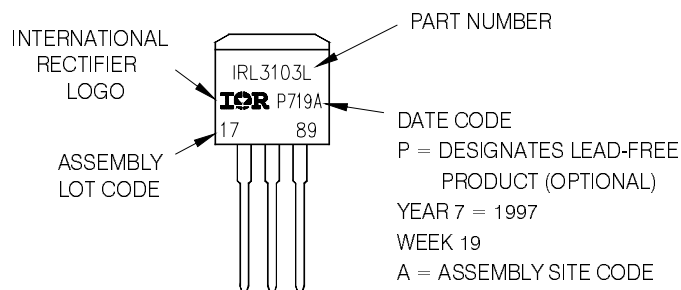 INTERNATIONAL
RECTIFIER
LOGO
ASSEMBLY
LOT CODE
IRL3103L
IOR P719A
17 89
PART NUMBER
DATE CODE
P = DESIGNATES LEAD-FREE
PRODUCT (OPTIONAL)
YEAR 7 = 1997
WEEK 19
A = ASSEMBLY SITE CODE